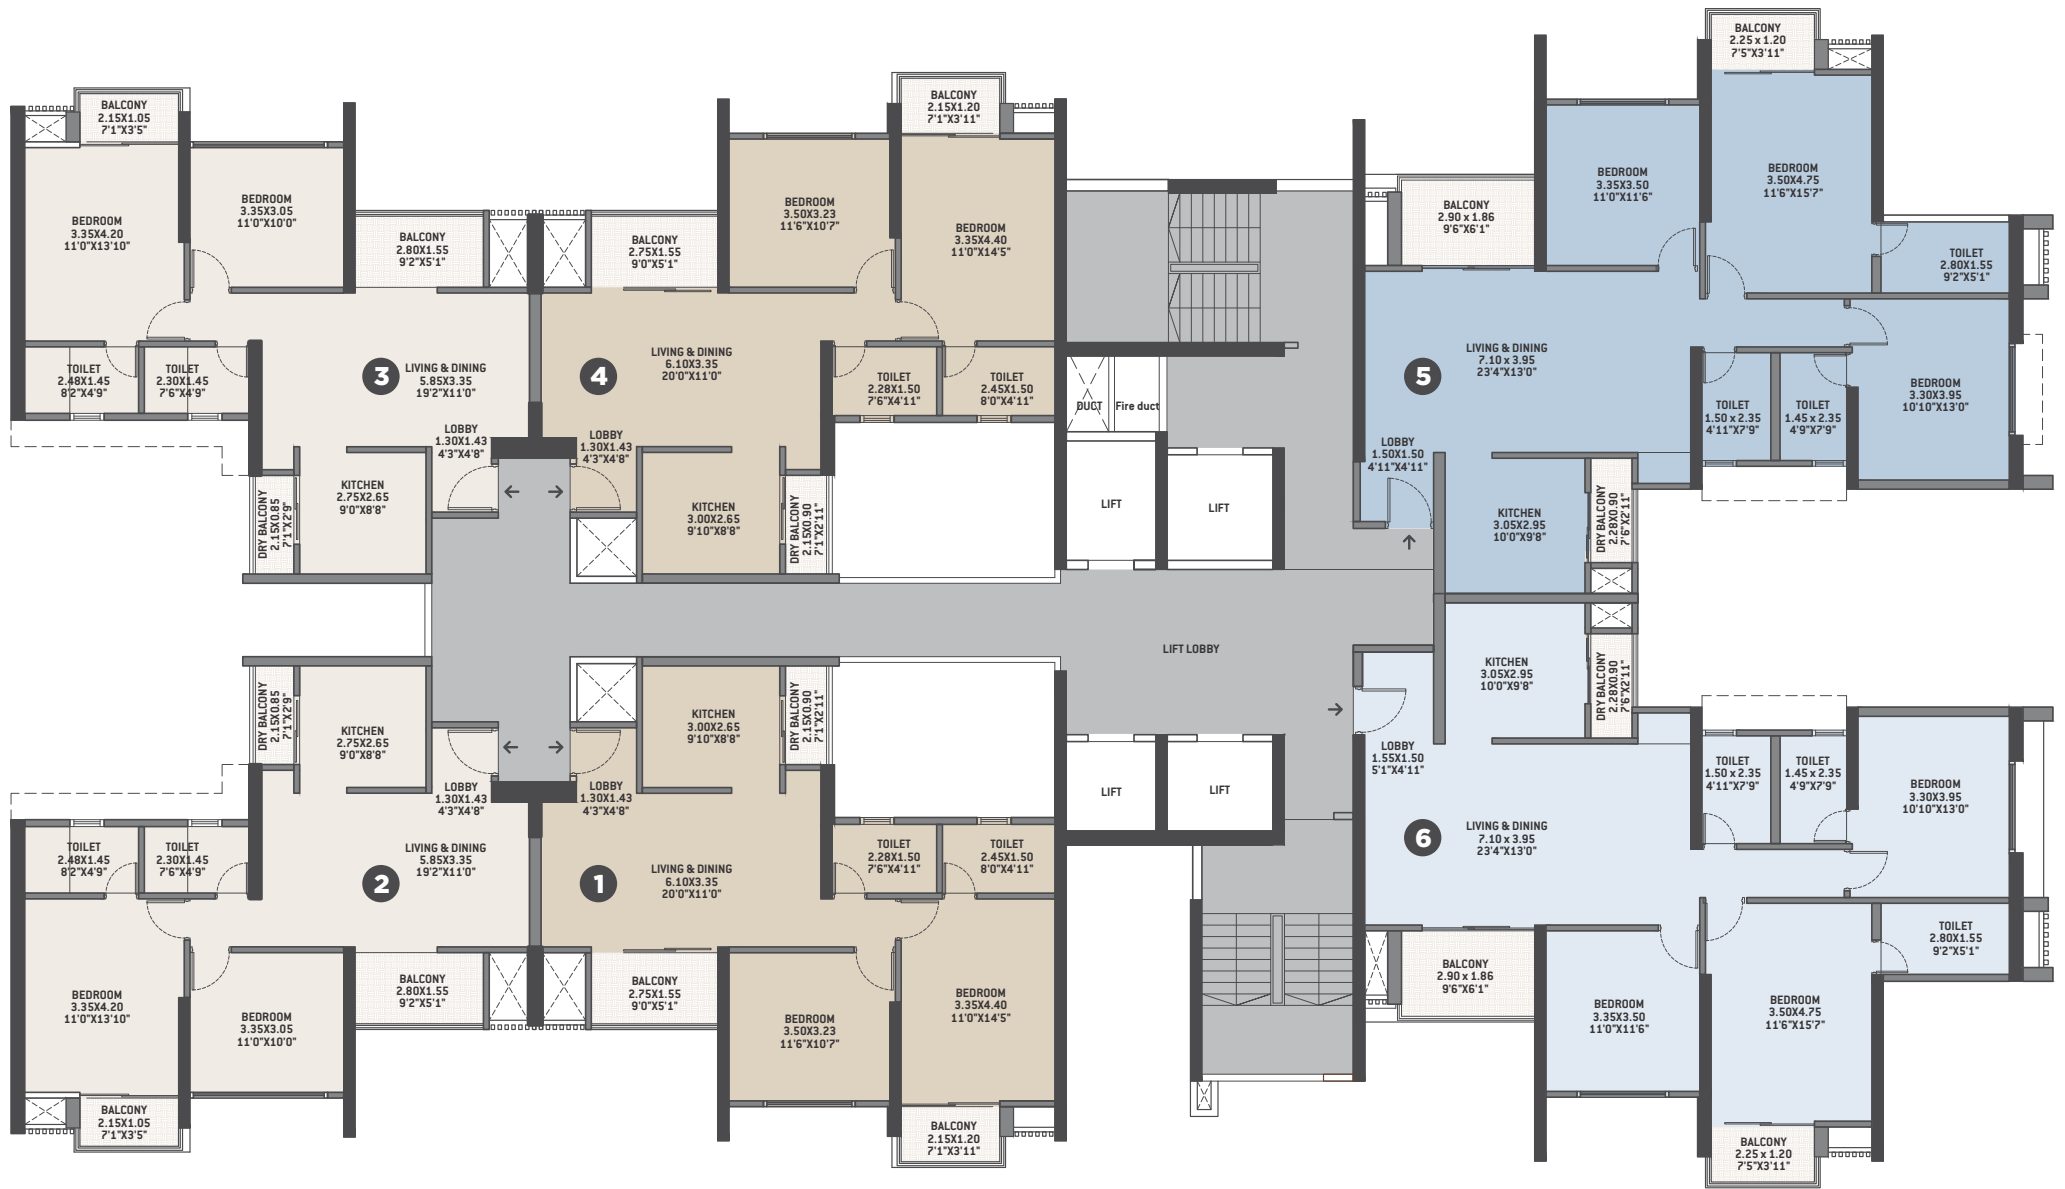 BALCONY
2.15X1.05
7'1"X3'5"
BEDROOM
3.35X4.20
11'0"X13'10"
BEDROOM
3.35X3.05
11'0"X10'0"
BALCONY
2.80X1.55
9'2"X5'1"
TOILET
2.48X1.45
8'2"X4'9"
TOILET
2.30X1.45
7'6"X4'9"
3
LIVING & DINING
5.85X3.35
19'2"X11'0"
LOBBY
1.30X1.43
4'3"X4'8"
KITCHEN
2.75X2.65
9'0"X8'8"
DRY BALCONY
2.15X0.85
7'1"X2'9"
BALCONY
2.15X1.20
7'1"X3'11"
BEDROOM
3.50X3.23
11'6"X10'7"
BEDROOM
3.35X4.40
11'0"X14'5"
BALCONY
2.75X1.55
9'0"X5'1"
4
LIVING & DINING
6.10X3.35
20'0"X11'0"
TOILET
2.28X1.50
7'6"X4'11"
TOILET
2.45X1.50
8'0"X4'11"
LOBBY
1.30X1.43
4'3"X4'8"
KITCHEN
3.00X2.65
9'10"X8'8"
DRY BALCONY
2.15X0.90
7'1"X2'11"
DUCT
Fire duct
LIFT
LIFT
LIFT LOBBY
LIFT
LIFT
BALCONY
2.25 x 1.20
7'5"X3'11"
BEDROOM
3.35X3.50
11'0"X11'6"
BEDROOM
3.50X4.75
11'6"X15'7"
BALCONY
2.90 x 1.86
9'6"X6'1"
TOILET
2.80X1.55
9'2"X5'1"
5
LIVING & DINING
7.10 x 3.95
23'4"X13'0"
TOILET
1.50 x 2.35
4'11"X7'9"
TOILET
1.45 x 2.35
4'9"X7'9"
BEDROOM
3.30X3.95
10'10"X13'0"
LOBBY
1.50X1.50
4'11"X4'11"
KITCHEN
3.05X2.95
10'0"X9'8"
DRY BALCONY
2.28X0.90
7'6"X2'11"
DRY BALCONY
2.15X0.85
7'1"X2'9"
KITCHEN
2.75X2.65
9'0"X8'8"
LOBBY
1.30X1.43
4'3"X4'8"
TOILET
2.48X1.45
8'2"X4'9"
TOILET
2.30X1.45
7'6"X4'9"
2
LIVING & DINING
5.85X3.35
19'2"X11'0"
BEDROOM
3.35X4.20
11'0"X13'10"
BEDROOM
3.35X3.05
11'0"X10'0"
BALCONY
2.80X1.55
9'2"X5'1"
BALCONY
2.15X1.05
7'1"X3'5"
KITCHEN
3.00X2.65
9'10"X8'8"
DRY BALCONY
2.15X0.90
7'1"X2'11"
LOBBY
1.30X1.43
4'3"X4'8"
1
LIVING & DINING
6.10X3.35
20'0"X11'0"
TOILET
2.28X1.50
7'6"X4'11"
TOILET
2.45X1.50
8'0"X4'11"
BALCONY
2.75X1.55
9'0"X5'1"
BEDROOM
3.50X3.23
11'6"X10'7"
BEDROOM
3.35X4.40
11'0"X14'5"
BALCONY
2.15X1.20
7'1"X3'11"
KITCHEN
3.05X2.95
10'0"X9'8"
DRY BALCONY
2.28X0.90
7'6"X2'11"
LOBBY
1.55X1.50
5'1"X4'11"
6
LIVING & DINING
7.10 x 3.95
23'4"X13'0"
TOILET
1.50 x 2.35
4'11"X7'9"
TOILET
1.45 x 2.35
4'9"X7'9"
BEDROOM
3.30X3.95
10'10"X13'0"
TOILET
2.80X1.55
9'2"X5'1"
BALCONY
2.90 x 1.86
9'6"X6'1"
BEDROOM
3.35X3.50
11'0"X11'6"
BEDROOM
3.50X4.75
11'6"X15'7"
BALCONY
2.25 x 1.20
7'5"X3'11"